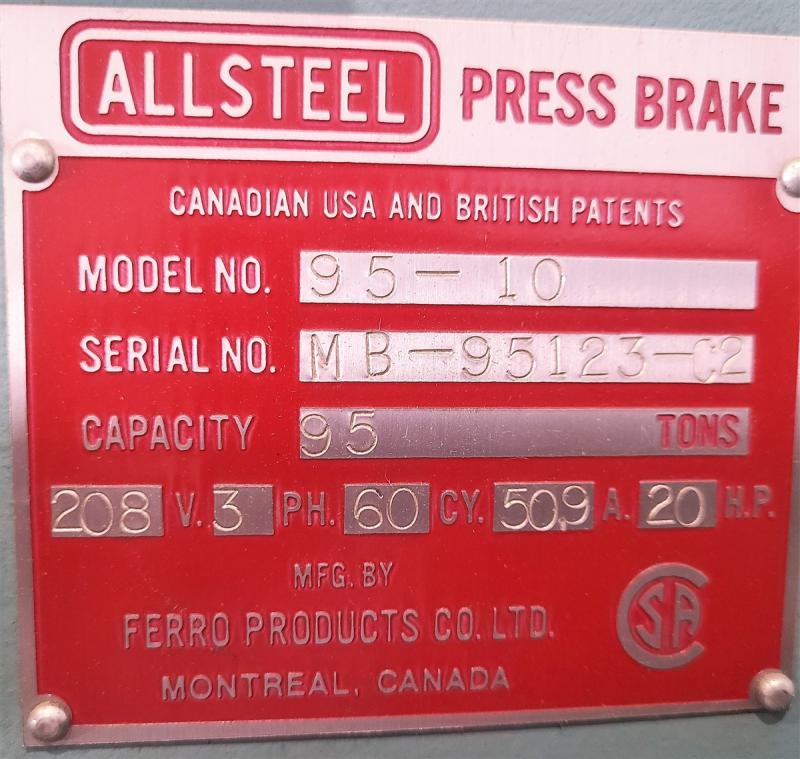 ALLSTEEL PRESS BRAKE
CANADIAN USA AND BRITISH PATENTS
MODEL NO. 95-10
SERIAL NO. MB-95123-C2
CAPACITY 95 TONS
208 V. 3 PH. 60 CY. 50.9 A. 20 H.P.
MFG. BY
FERRO PRODUCTS CO. LTD.
CSA
MONTREAL, CANADA